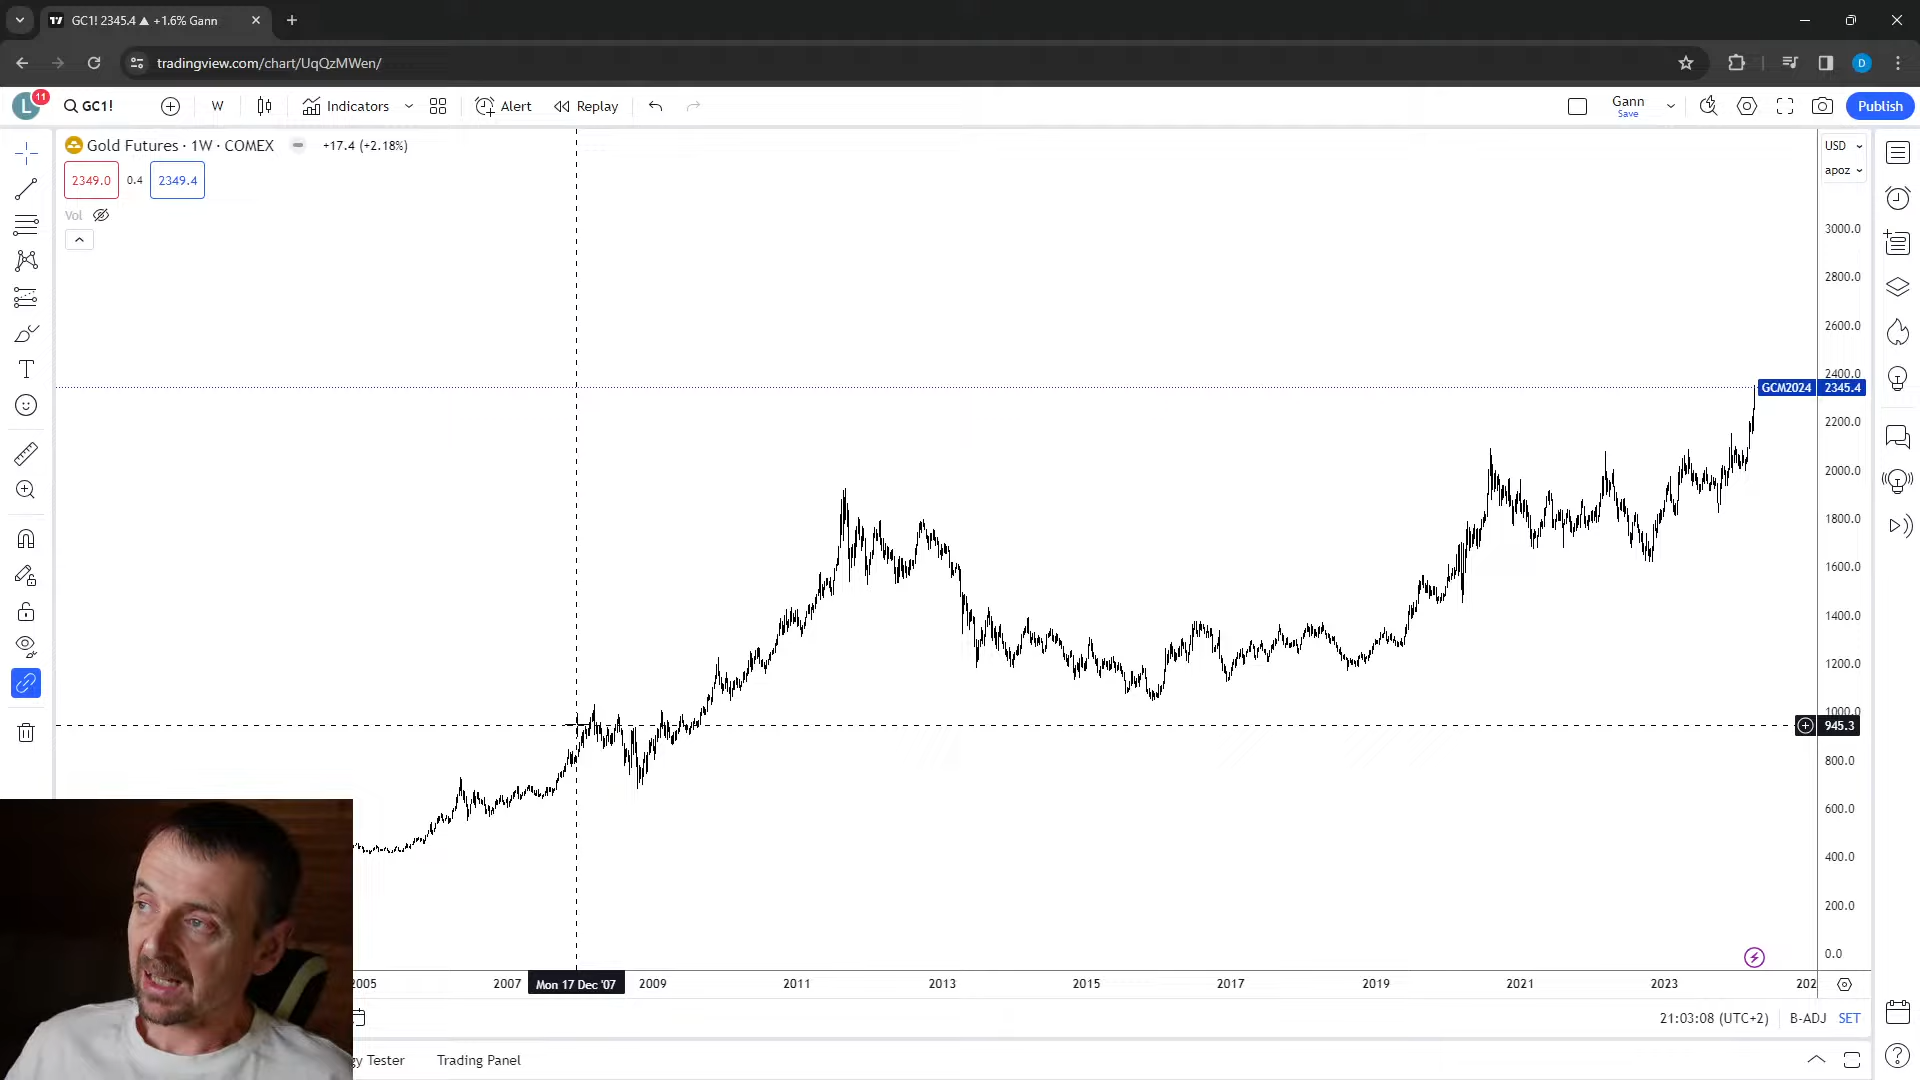 GC1! 2345.4 ▲ +1.6% Gann
tradingview.com/chart/UqQzMWen/
D
L
11
GC1!
W
Indicators
Alert
Replay
Gann
Save
Publish
Gold Futures · 1W · COMEX
+17.4 (+2.18%)
USD
apoz
2349.0
0.4
2349.4
Vol
3000.0
2800.0
2600.0
2400.0
GCM2024
2345.4
2200.0
2000.0
1800.0
1600.0
1400.0
1200.0
1000.0
945.3
800.0
600.0
400.0
200.0
0.0
2005
2007
Mon 17 Dec '07
2009
2011
2013
2015
2017
2019
2021
2023
202
21:03:08 (UTC+2)
B-ADJ
SET
gy Tester
Trading Panel